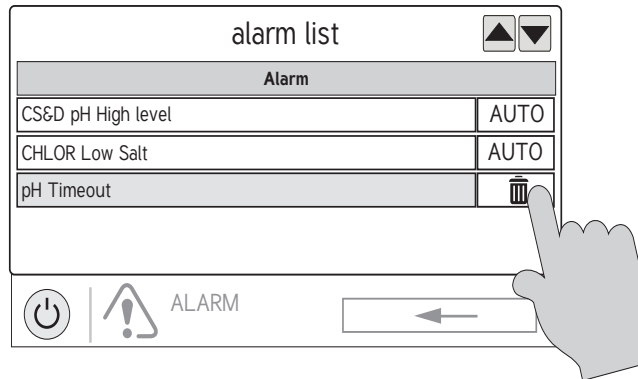 alarm list
Alarm
CS&D pH High level AUTO
CHLOR Low Salt AUTO
pH Timeout
ALARM